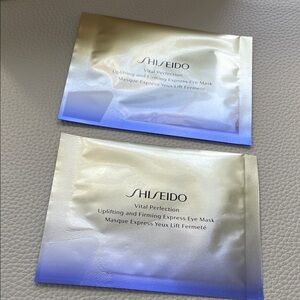 SHISEIDO
Vital Perfection
Uplifting and Firming Express Eye Mask
Masque Express Yeux Lift Fermeté
SHISEIDO
Vital Perfection
Uplifting and Firming Express Eye Mask
Masque Express Yeux Lift Fermeté